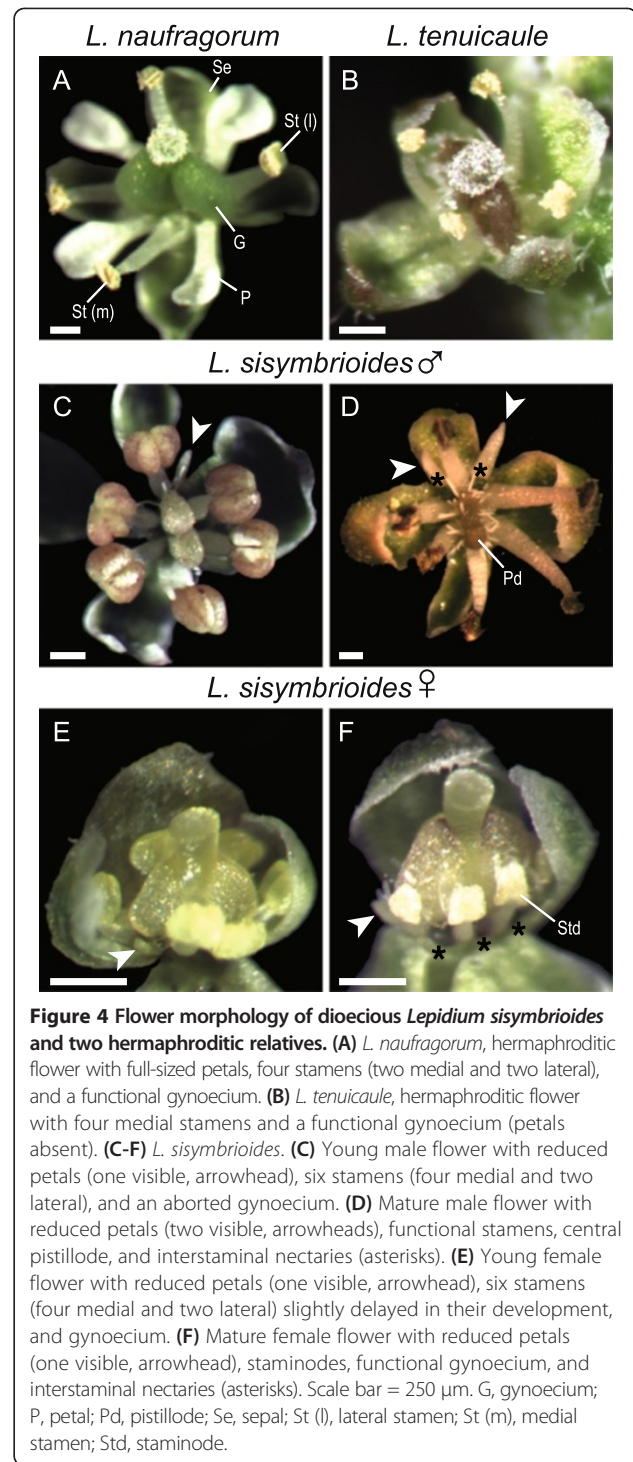 L. naufragorum L. tenuicaule
A Se B
St (l)
G
St (m) P
L. sisymbrioides ♂
C D
*
*
Pd
L. sisymbrioides ♀
E F
Std
* * *
Figure 4 Flower morphology of dioecious Lepidium sisymbrioides
and two hermaphroditic relatives. (A) L. naufragorum, hermaphroditic
flower with full-sized petals, four stamens (two medial and two lateral),
and a functional gynoecium. (B) L. tenuicaule, hermaphroditic flower
with four medial stamens and a functional gynoecium (petals
absent). (C-F) L. sisymbrioides. (C) Young male flower with reduced
petals (one visible, arrowhead), six stamens (four medial and two
lateral), and an aborted gynoecium. (D) Mature male flower with
reduced petals (two visible, arrowheads), functional stamens, central
pistillode, and interstaminal nectaries (asterisks). (E) Young female
flower with reduced petals (one visible, arrowhead), six stamens
(four medial and two lateral) slightly delayed in their development,
and gynoecium. (F) Mature female flower with reduced petals
(one visible, arrowhead), staminodes, functional gynoecium, and
interstaminal nectaries (asterisks). Scale bar = 250 μm. G, gynoecium;
P, petal; Pd, pistillode; Se, sepal; St (l), lateral stamen; St (m), medial
stamen; Std, staminode.